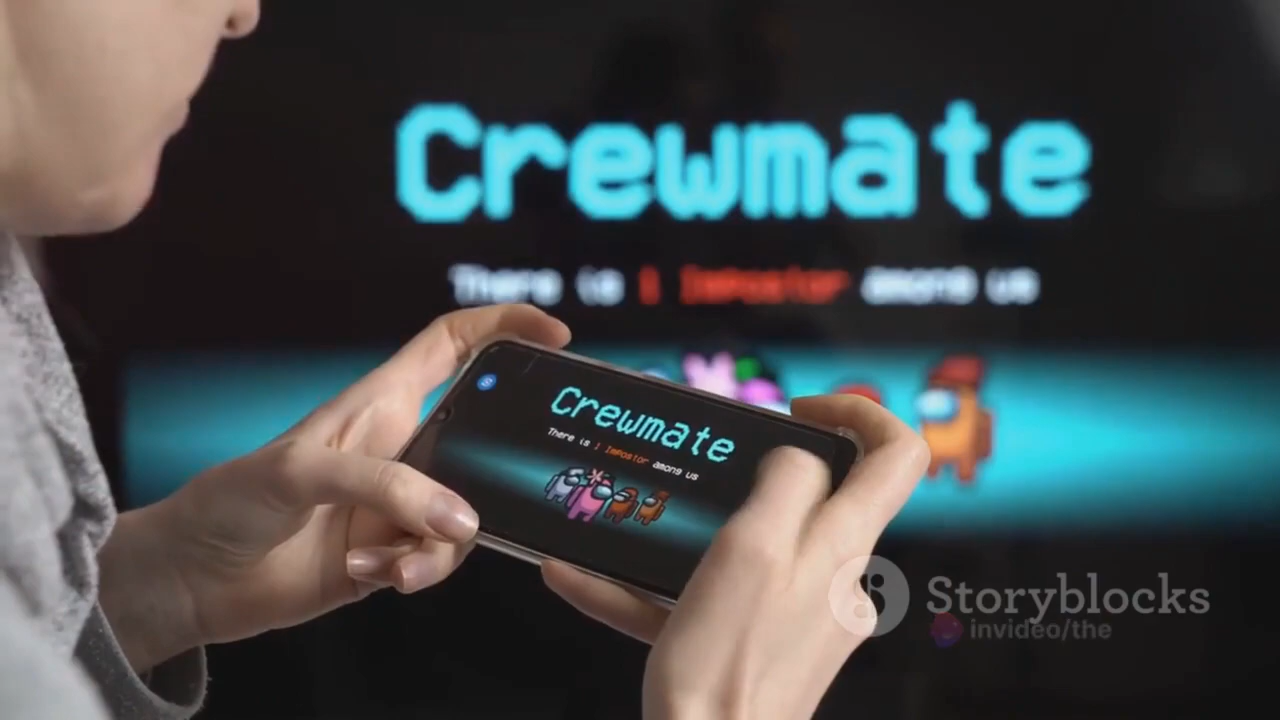 Crewmate
There is 1 Impostor among us
Crewmate
There is 1 Impostor among us
S
Storyblocks
invideo/the